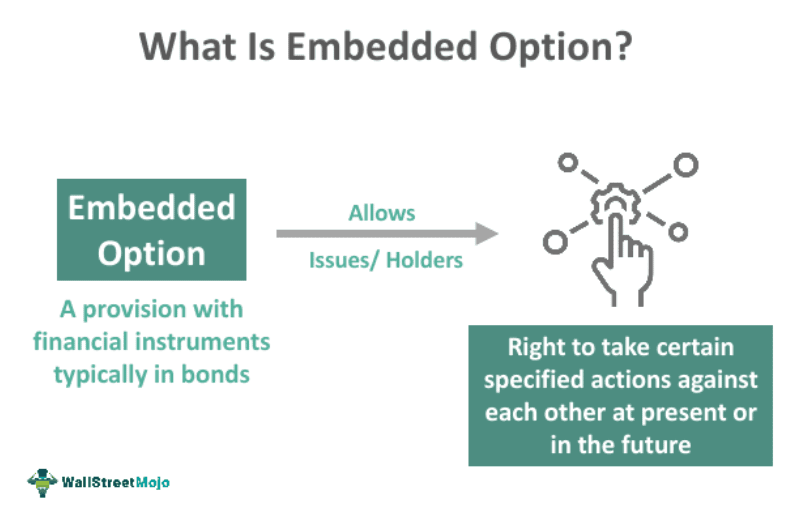 What Is Embedded Option?
Embedded
Option
A provision with
financial instruments
typically in bonds
Allows
Issues/ Holders
Right to take certain
specified actions against
each other at present or
in the future
WallStreetMojo